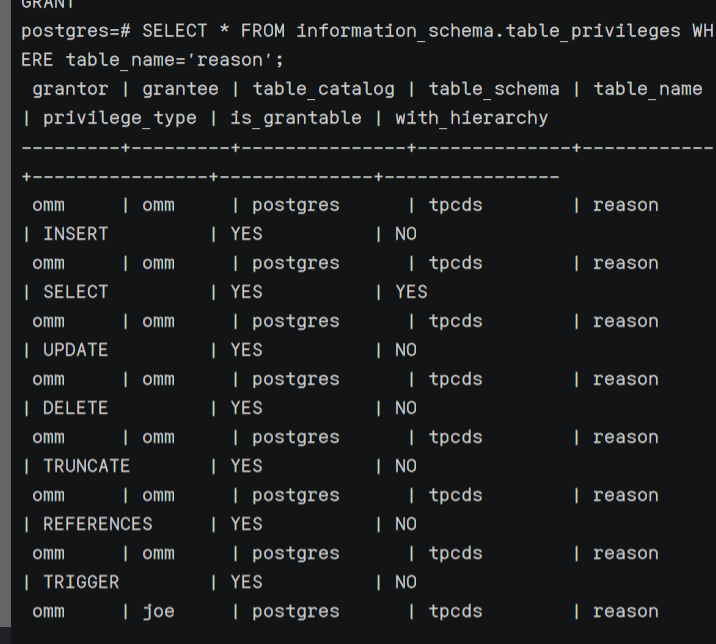 GRANT
postgres=# SELECT * FROM information_schema.table_privileges WH
ERE table_name='reason';
 grantor | grantee | table_catalog | table_schema | table_name
| privilege_type | is_grantable | with_hierarchy
---------+---------+---------------+--------------+------------
+----------------+--------------+----------------
 omm     | omm     | postgres      | tpcds        | reason
| INSERT         | YES          | NO
 omm     | omm     | postgres      | tpcds        | reason
| SELECT         | YES          | YES
 omm     | omm     | postgres      | tpcds        | reason
| UPDATE         | YES          | NO
 omm     | omm     | postgres      | tpcds        | reason
| DELETE         | YES          | NO
 omm     | omm     | postgres      | tpcds        | reason
| TRUNCATE       | YES          | NO
 omm     | omm     | postgres      | tpcds        | reason
| REFERENCES     | YES          | NO
 omm     | omm     | postgres      | tpcds        | reason
| TRIGGER        | YES          | NO
 omm     | joe     | postgres      | tpcds        | reason